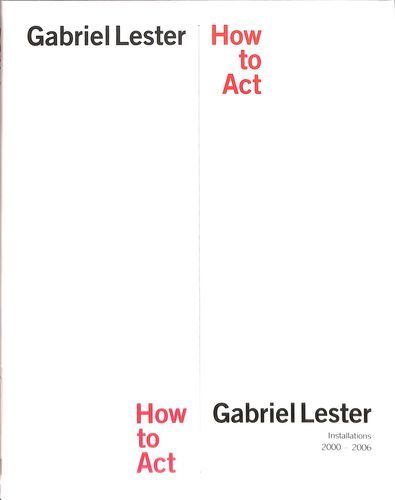 Gabriel Lester
How
to
Act
How
to
Act
Gabriel Lester
Installations
2000 - 2006